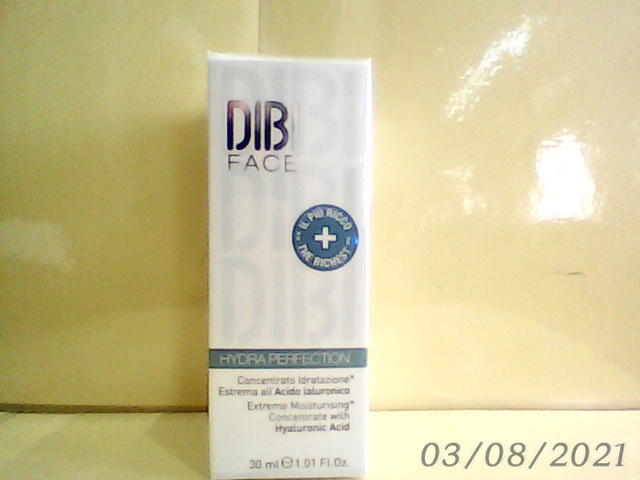 DIBI
FACE
IL PIÙ RICCO
THE RICHEST
HYDRA PERFECTION
Concentrato Idratazione*
Estrema all'Acido ialuronico
Extreme Moisturising*
Concentrate with
Hyaluronic Acid
30 ml ℮ 1.01 Fl.Oz.
03/08/2021